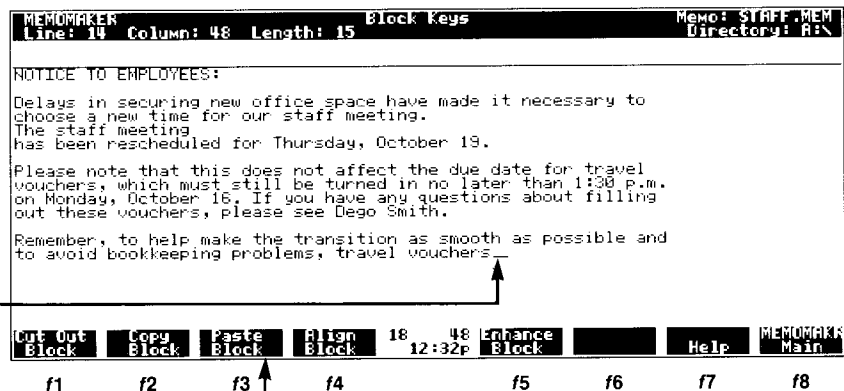 MEMOMAKER Block Keys Memo: STAFF.MEM
Line: 14 Column: 48 Length: 15 Directory: A:\
NOTICE TO EMPLOYEES:
Delays in securing new office space have made it necessary to
choose a new time for our staff meeting.
The staff meeting
has been rescheduled for Thursday, October 19.
Please note that this does not affect the due date for travel
vouchers, which must still be turned in no later than 1:30 p.m.
on Monday, October 16. If you have any questions about filling
out these vouchers, please see Dego Smith.
Remember, to help make the transition as smooth as possible and
to avoid bookkeeping problems, travel vouchers_
Cut Out Copy Paste Align 18 48 Enhance MEMOMAKR
Block Block Block Block 12:32p Block Help Main
f1 f2 f3 f4 f5 f6 f7 f8